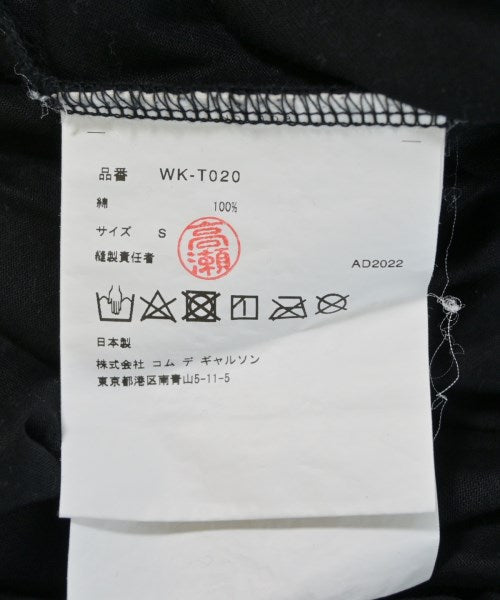 品番 WK-T020
綿 100%
サイズ S
縫製責任者 高瀬
AD2022
日本製
株式会社 コム デ ギャルソン
東京都港区南青山5-11-5